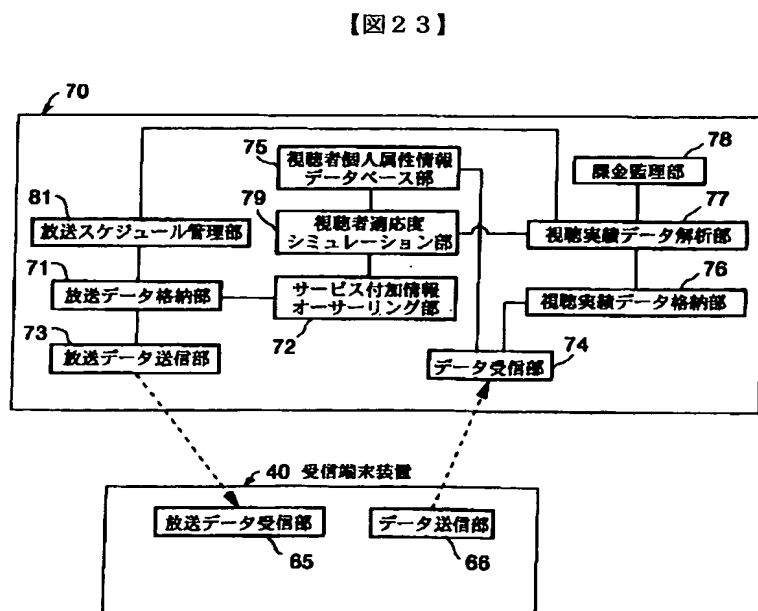 【図２３】
70
75
視聴者個人属性情報
データベース部
78
課金監理部
81
放送スケジュール管理部
79
視聴者適応度
シミュレーション部
77
視聴実績データ解析部
71
放送データ格納部
サービス付加情報
オーサーリング部
72
76
視聴実績データ格納部
73
放送データ送信部
74
データ受信部
40 受信端末装置
放送データ受信部
65
データ送信部
66